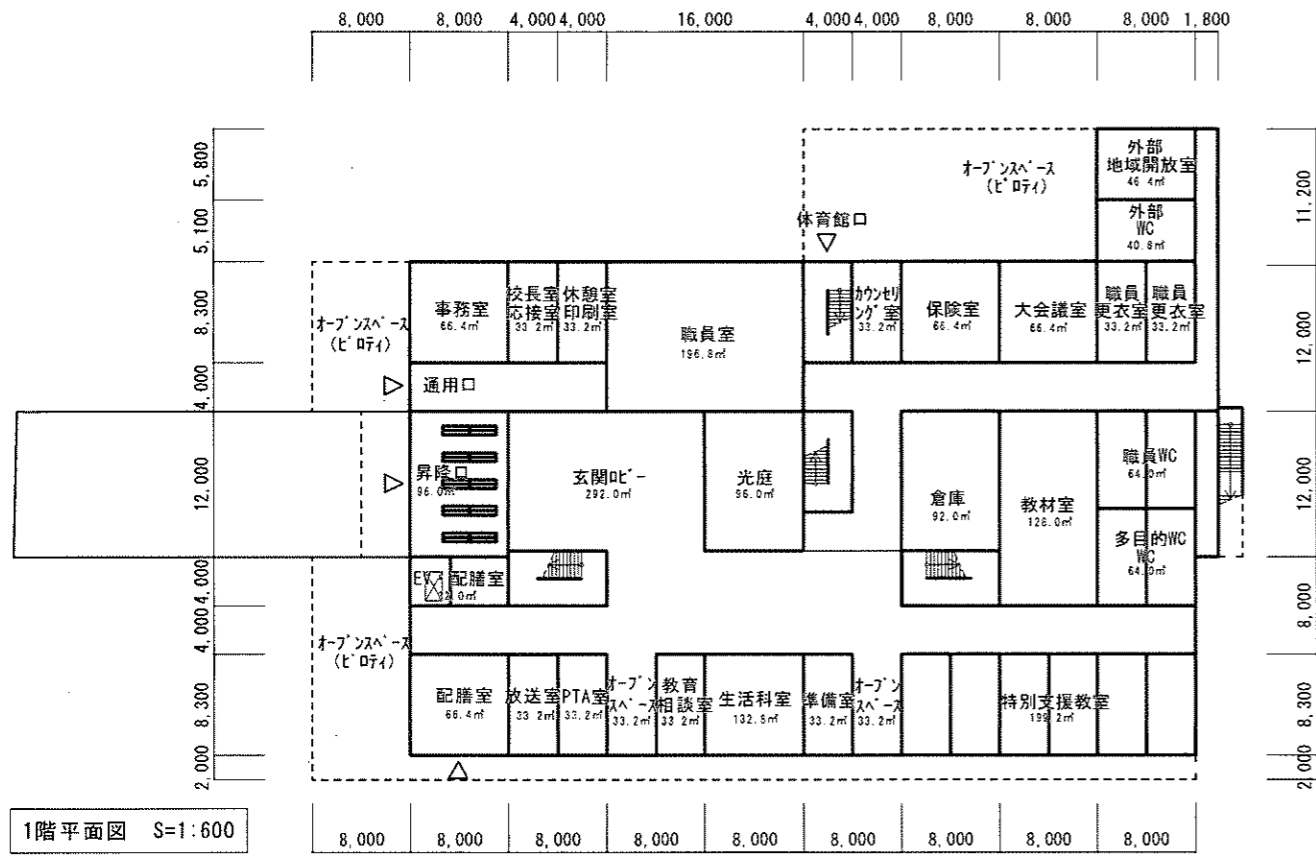 8,000 8,000 4,000 4,000 16,000 4,000 4,000 8,000 8,000 8,000 1,800
5,800
5,100
8,300
4,000
12,000
4,000
4,000
8,300
2,000
11,200
12,000
12,000
8,000
8,300
2,000
オープンスペース
(ピロティ)
外部
地域開放室
46.4㎡
外部
WC
40.8㎡
体育館口
オープンスペース
(ピロティ)
事務室
66.4㎡
校長室
応接室
33.2㎡
休憩室
印刷室
33.2㎡
職員室
196.8㎡
カウンセリ
ング室
33.2㎡
保険室
66.4㎡
大会議室
66.4㎡
職員
更衣室
33.2㎡
職員
更衣室
33.2㎡
通用口
昇降口
96.0㎡
玄関ロビー
292.0㎡
光庭
96.0㎡
倉庫
92.0㎡
教材室
128.0㎡
職員WC
64.0㎡
多目的WC
WC
64.0㎡
EV
配膳室
オープンスペース
(ピロティ)
配膳室
66.4㎡
放送室
33.2㎡
PTA室
33.2㎡
オープン
スペース
33.2㎡
教育
相談室
33.2㎡
生活科室
132.8㎡
準備室
33.2㎡
オープン
スペース
33.2㎡
特別支援教室
199.2㎡
1階平面図 S=1:600
8,000 8,000 8,000 8,000 8,000 8,000 8,000 8,000 8,000